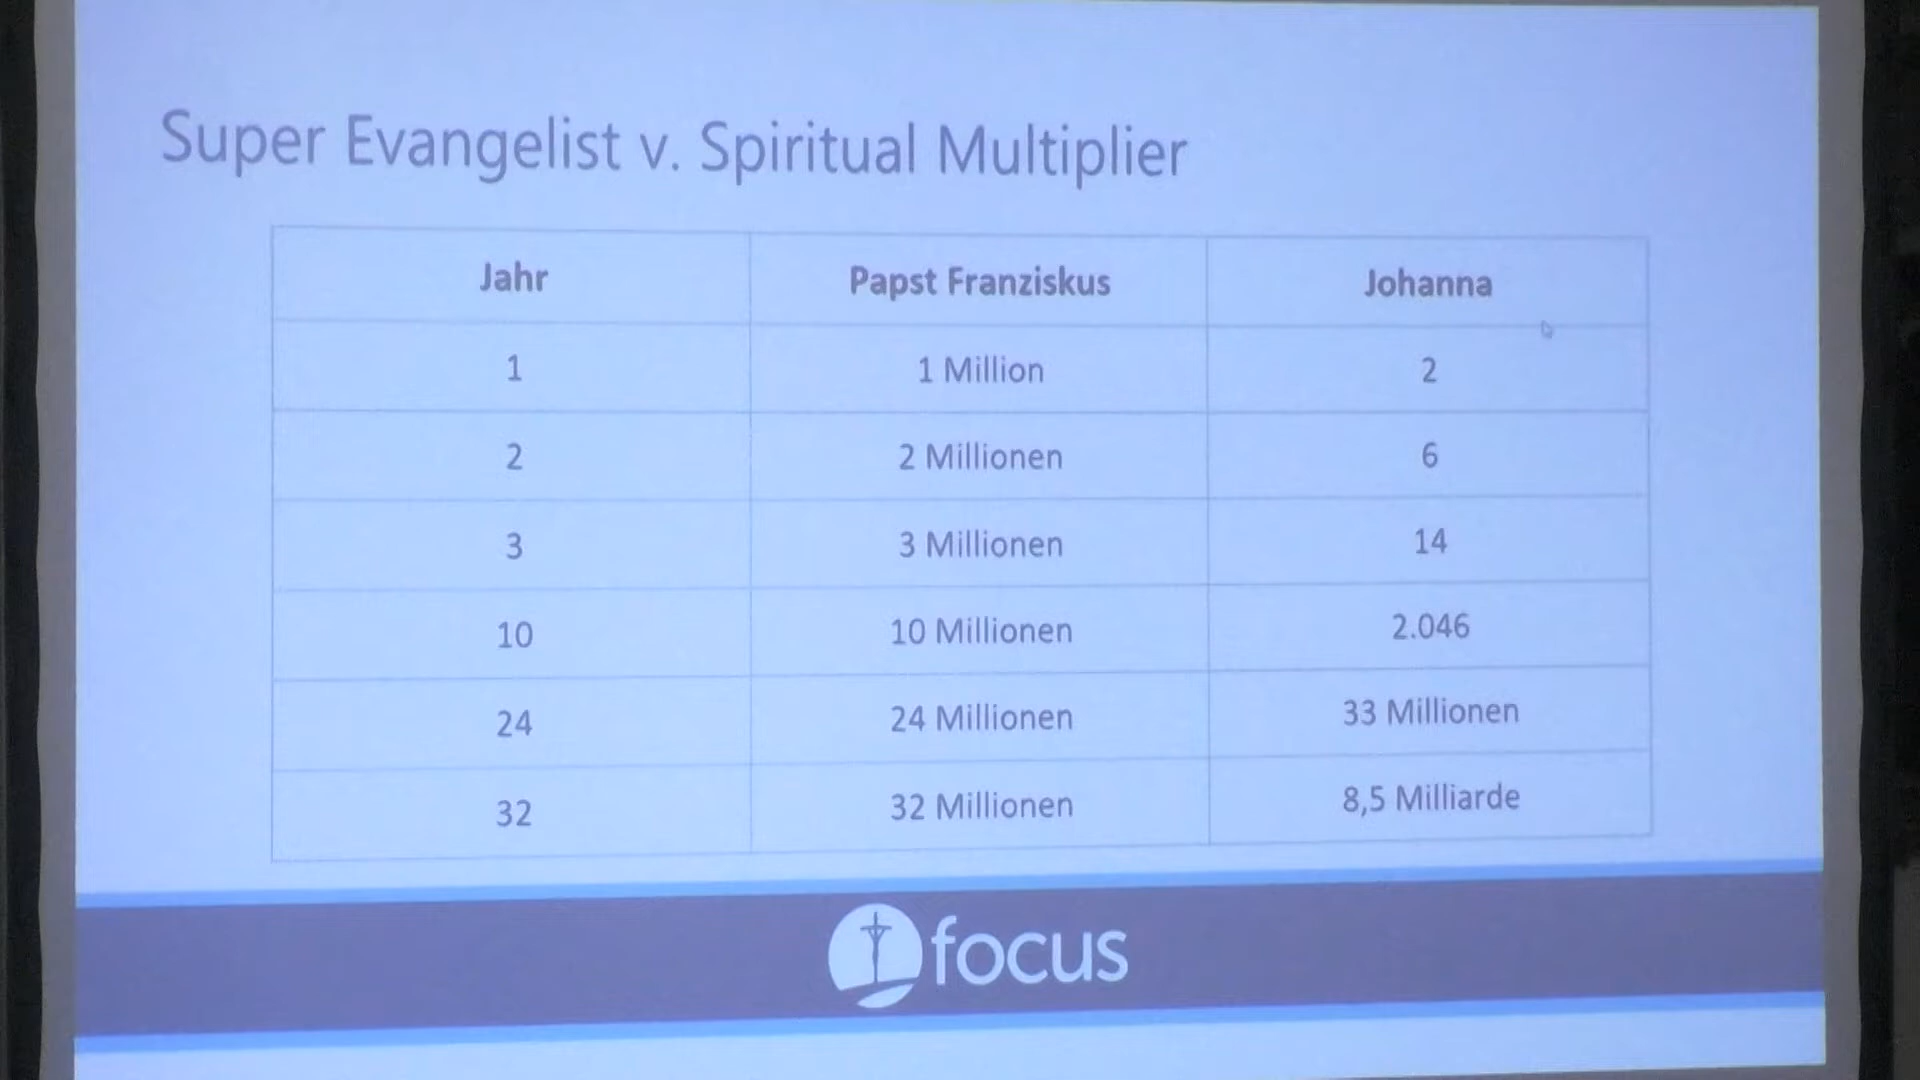 Super Evangelist v. Spiritual Multiplier
Jahr Papst Franziskus Johanna
1 1 Million 2
2 2 Millionen 6
3 3 Millionen 14
10 10 Millionen 2.046
24 24 Millionen 33 Millionen
32 32 Millionen 8,5 Milliarde
focus